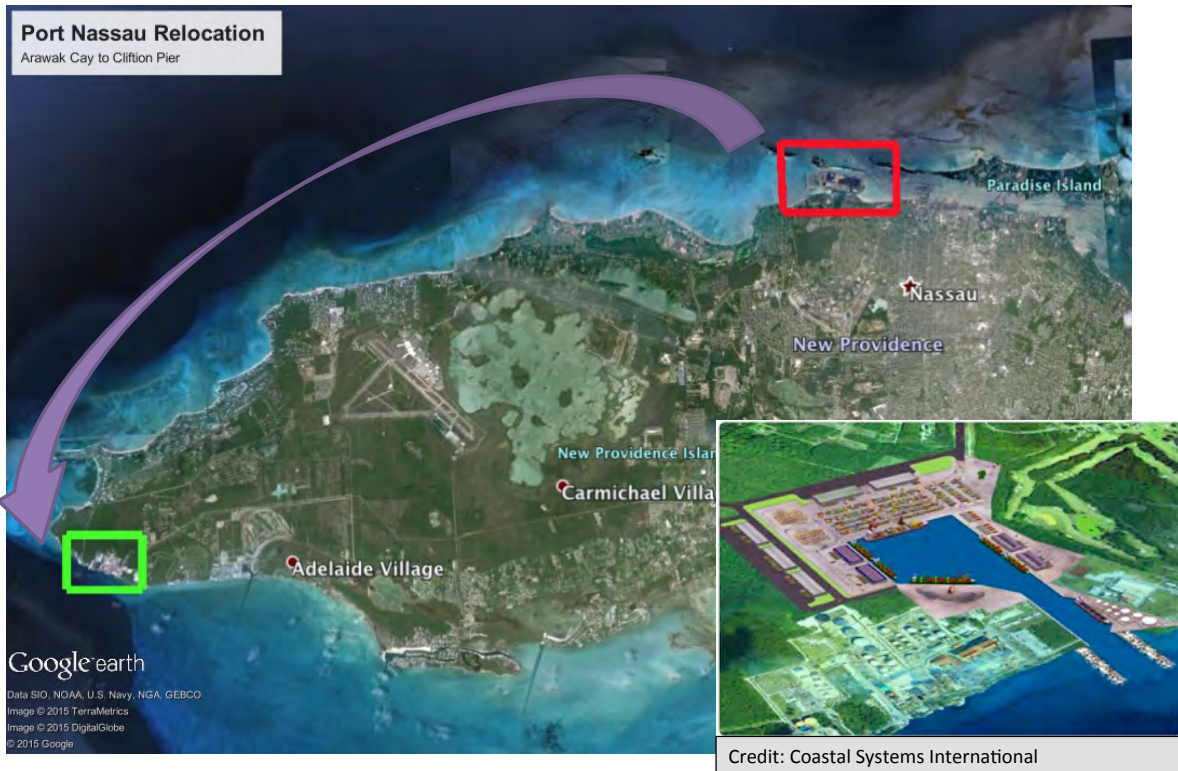 Port Nassau Relocation
Arawak Cay to Cliftion Pier
Paradise Island
Nassau
New Providence
New Providence Islan
Carmichael Villa
Adelaide Village
Google earth
Data SIO, NOAA, U.S. Navy, NGA, GEBCO
Image © 2015 TerraMetrics
Image © 2015 DigitalGlobe
© 2015 Google
Credit: Coastal Systems International